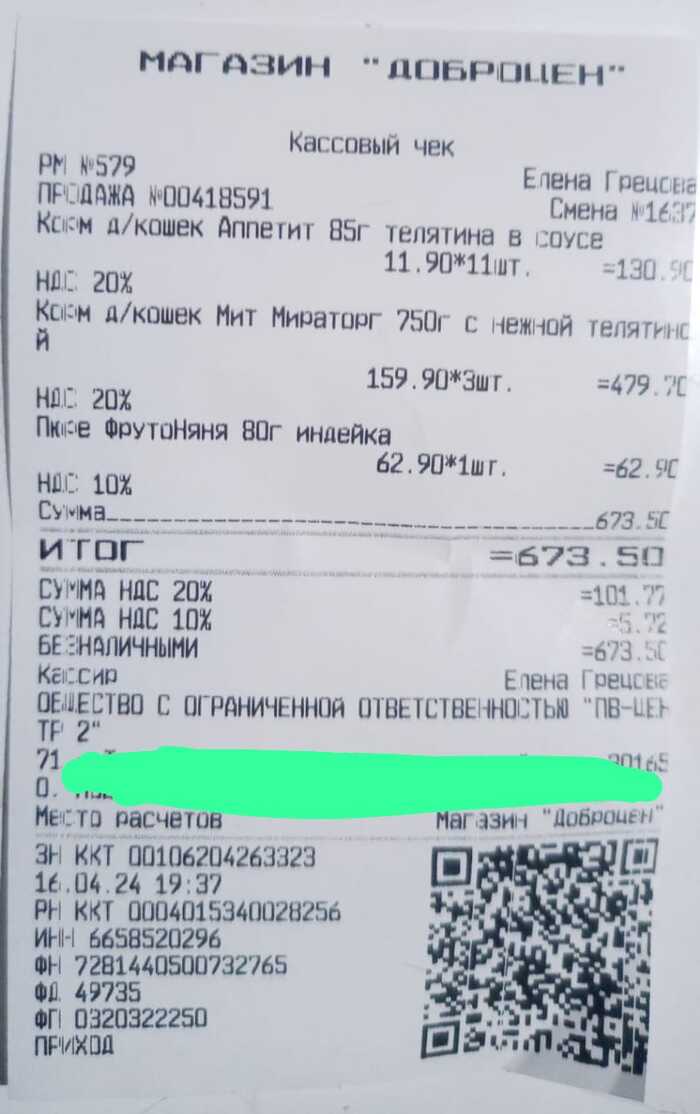 МАГАЗИН "ДОБРОЦЕН"
Кассовый чек
РМ №579
Елена Грецова
ПРОДАЖА №00418591
Смена №1637
Корм д/кошек Аппетит 85г телятина в соусе
11.90*11шт. =130.90
НДС 20%
Корм д/кошек Мит Мираторг 750г с нежной телятино
й
159.90*3шт. =479.70
НДС 20%
Пюре ФрутоНяня 80г индейка
62.90*1шт. =62.90
НДС 10%
Сумма 673.50
ИТОГ =673.50
СУММА НДС 20% =101.77
СУММА НДС 10% =5.72
БЕЗНАЛИЧНЫМИ =673.50
Кассир Елена Грецова
ОБЩЕСТВО С ОГРАНИЧЕННОЙ ОТВЕТСТВЕННОСТЬЮ "ПВ-ЦЕН
ТР 2"
71
Место расчетов Магазин "Доброцен"
ЗН ККТ 00106204263323
16.04.24 19:37
РН ККТ 0004015340028256
ИНН 6658520296
ФН 7281440500732765
ФД 49735
ФП 0320322250
ПРИХОД